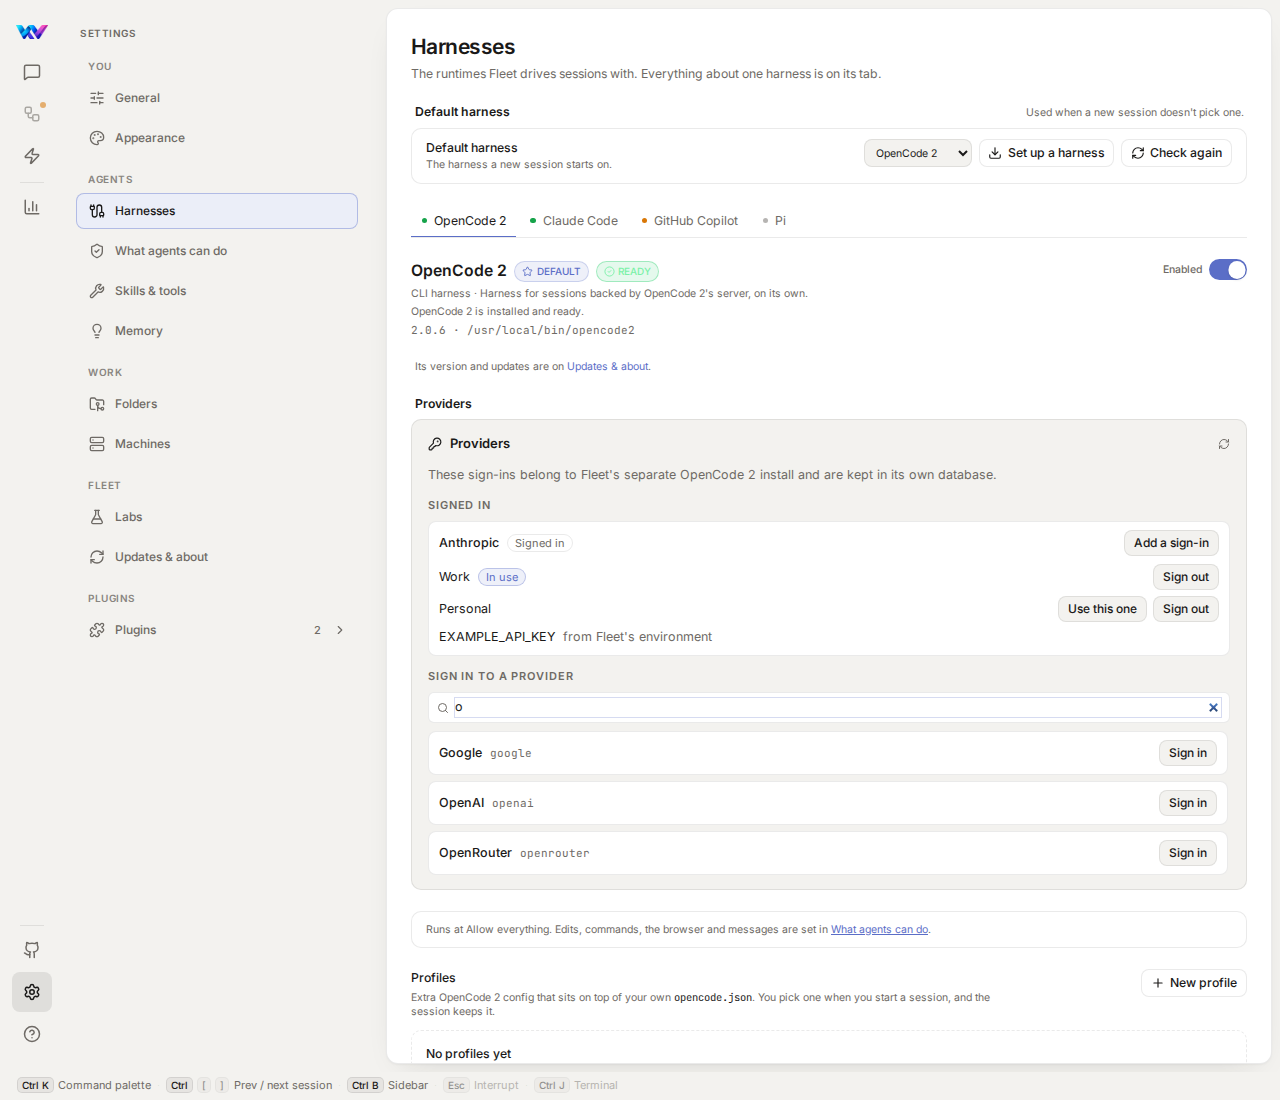 SETTINGS
YOU
General
Appearance
AGENTS
Harnesses
What agents can do
Skills & tools
Memory
WORK
Folders
Machines
FLEET
Labs
Updates & about
PLUGINS
Plugins 2
Harnesses
The runtimes Fleet drives sessions with. Everything about one harness is on its tab.
Default harness Used when a new session doesn't pick one.
Default harness
The harness a new session starts on.
OpenCode 2 Set up a harness Check again
OpenCode 2 Claude Code GitHub Copilot Pi
OpenCode 2 DEFAULT READY Enabled
CLI harness · Harness for sessions backed by OpenCode 2's server, on its own.
OpenCode 2 is installed and ready.
2.0.6 · /usr/local/bin/opencode2
Its version and updates are on Updates & about.
Providers
Providers
These sign-ins belong to Fleet's separate OpenCode 2 install and are kept in its own database.
SIGNED IN
Anthropic Signed in Add a sign-in
Work In use Sign out
Personal Use this one Sign out
EXAMPLE_API_KEY from Fleet's environment
SIGN IN TO A PROVIDER
o
Google google Sign in
OpenAI openai Sign in
OpenRouter openrouter Sign in
Runs at Allow everything. Edits, commands, the browser and messages are set in What agents can do.
Profiles
Extra OpenCode 2 config that sits on top of your own opencode.json. You pick one when you start a session, and the
session keeps it.
New profile
No profiles yet
Ctrl K Command palette Ctrl [ ] Prev / next session Ctrl B Sidebar Esc Interrupt Ctrl J Terminal